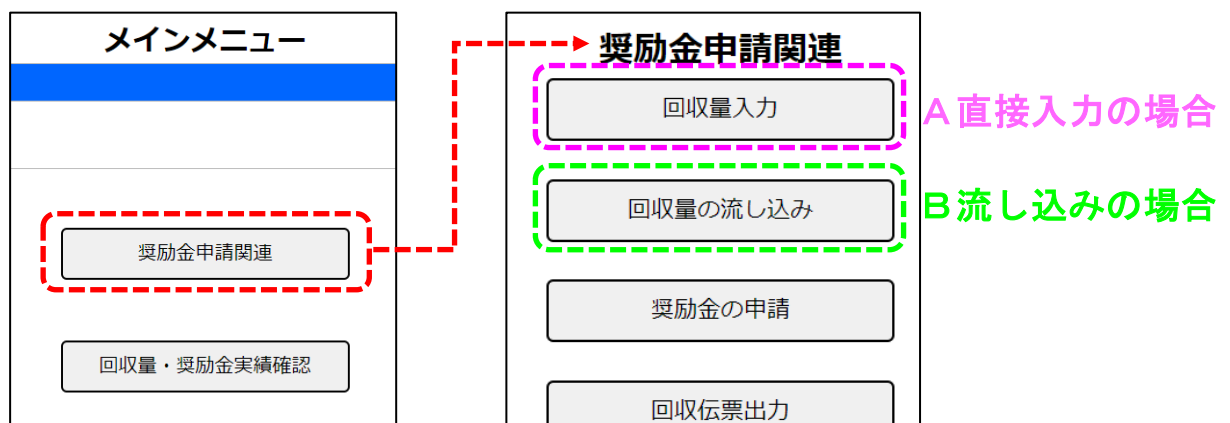 メインメニュー
奨励金申請関連
回収量・奨励金実績確認
奨励金申請関連
回収量入力
A直接入力の場合
回収量の流し込み
B流し込みの場合
奨励金の申請
回収伝票出力